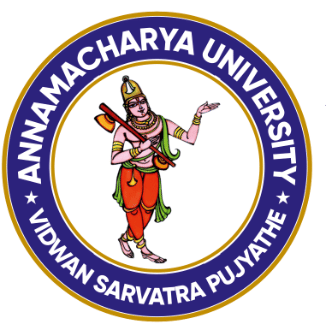 ANNAMACHARYA UNIVERSITY
★ VIDWAN SARVATRA PUJYATHE ★